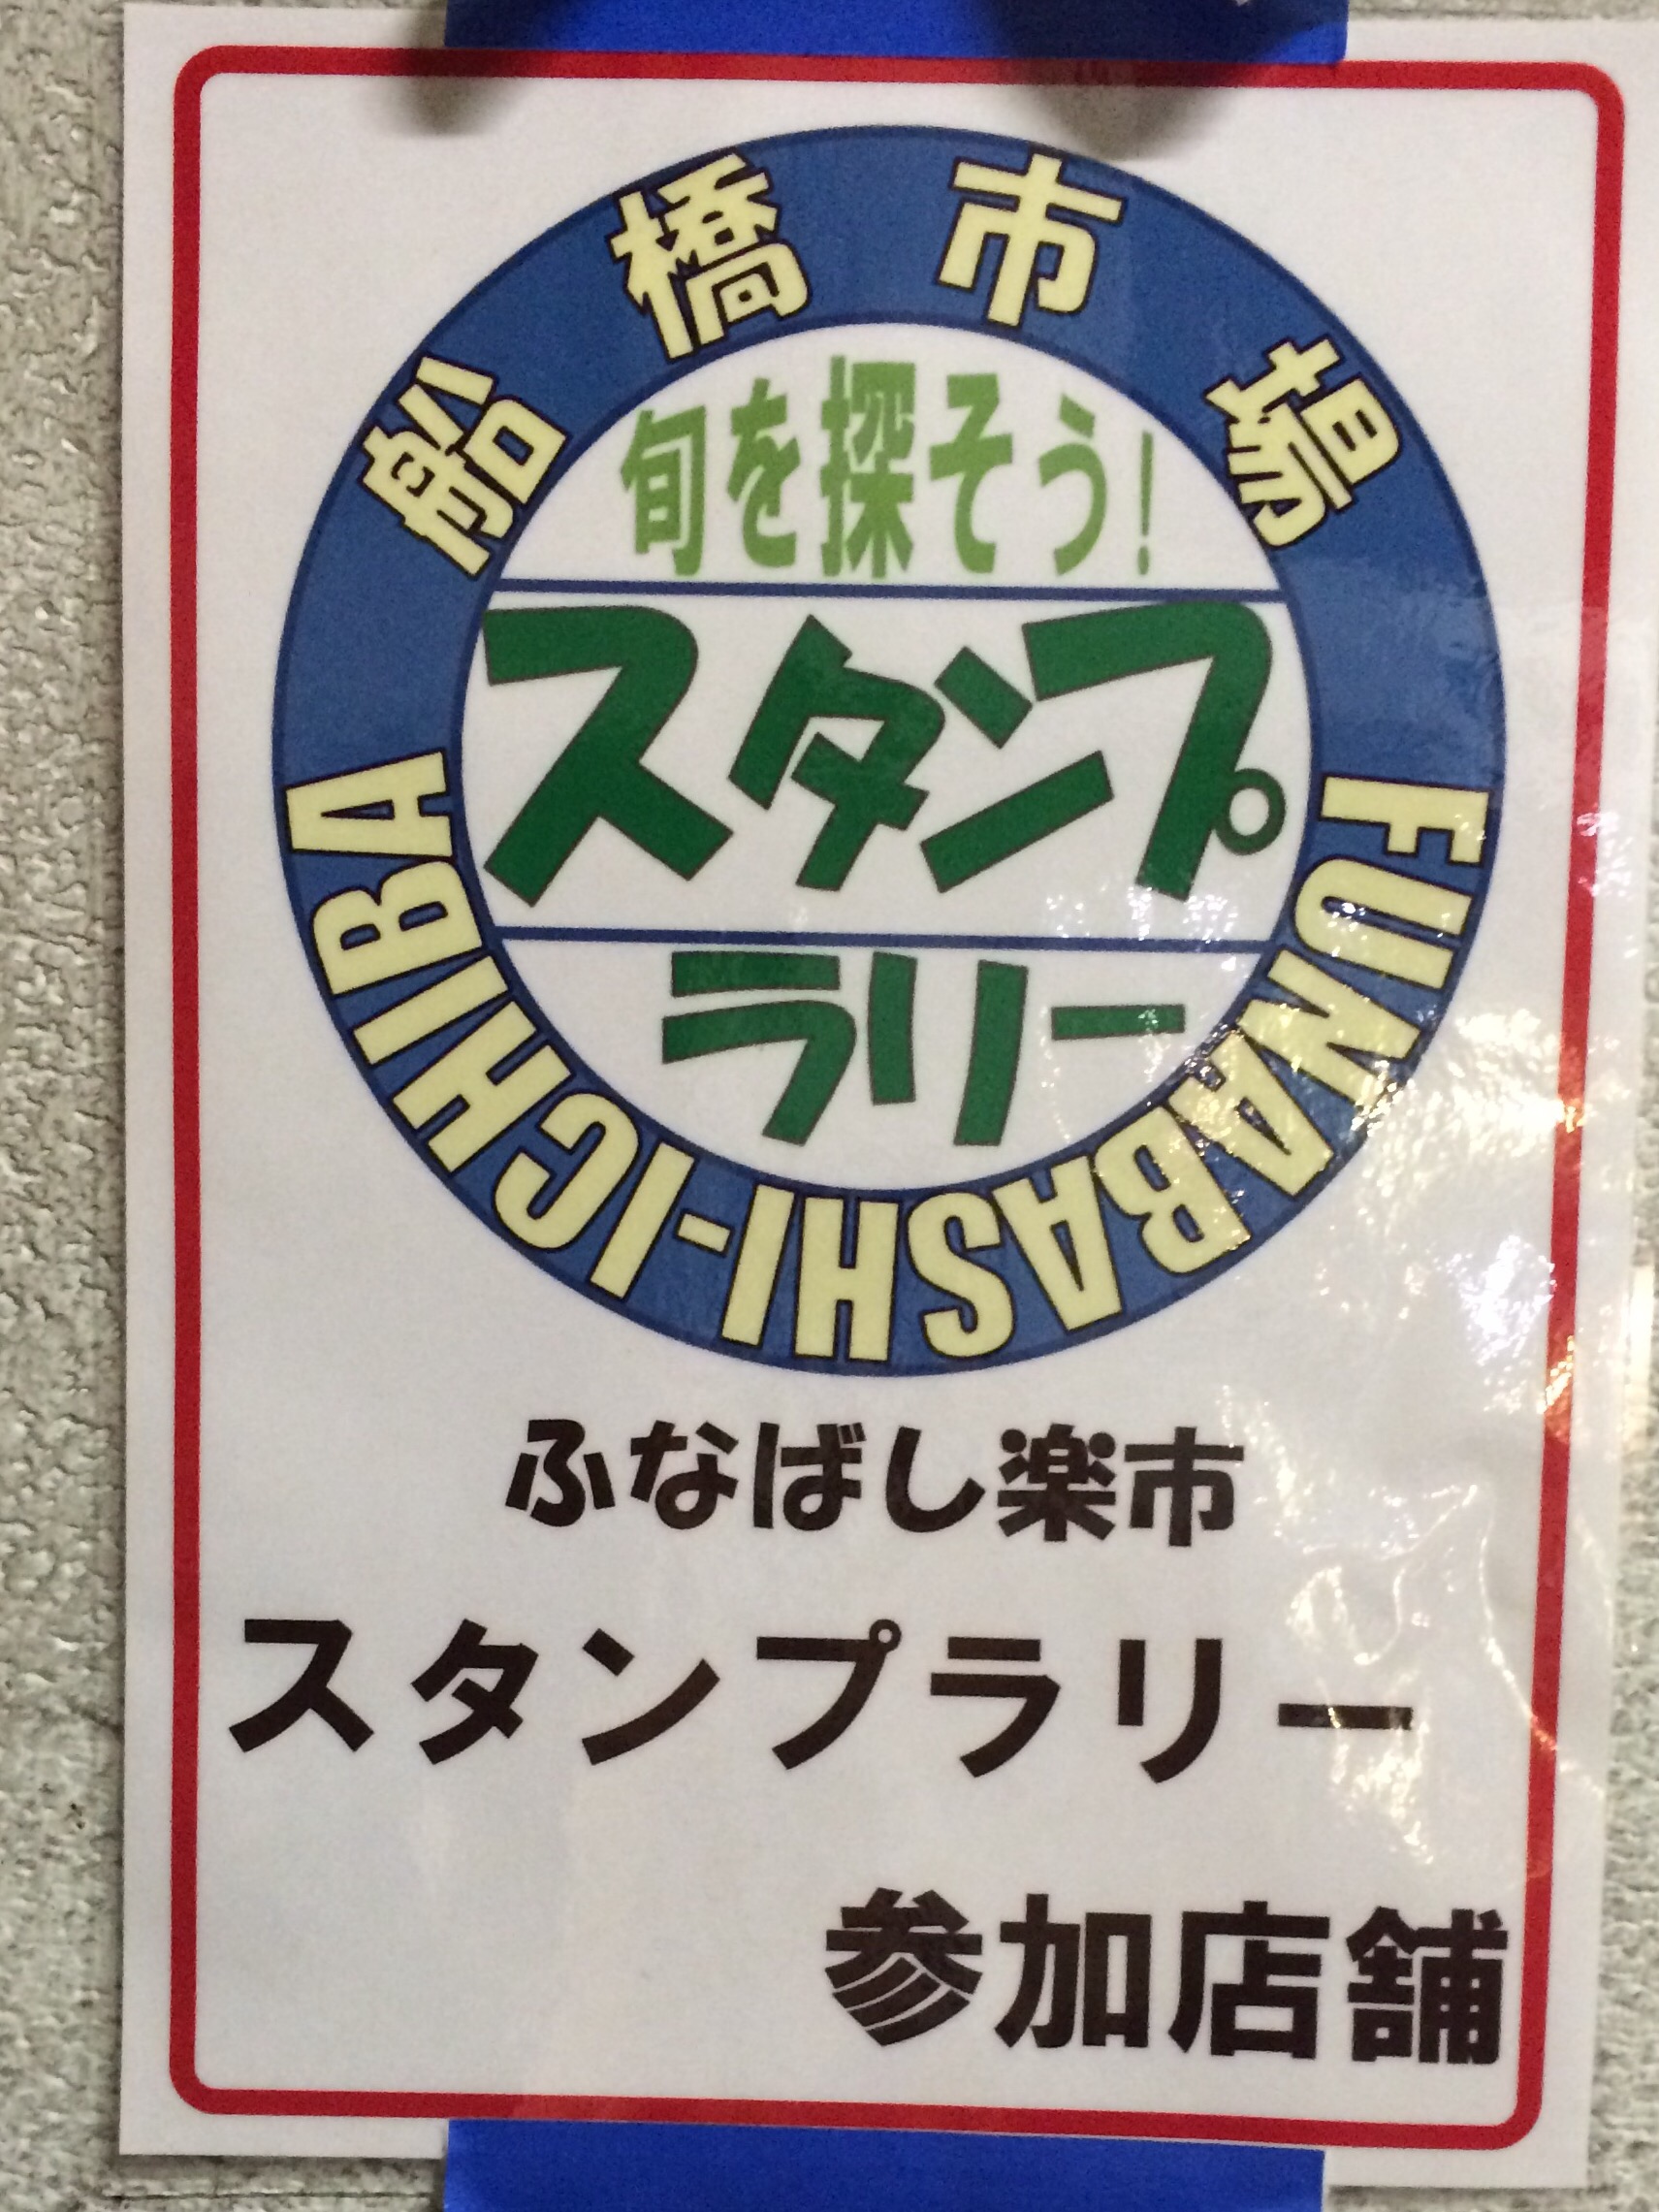 船橋市場
旬を探そう!
スタンプ
ラリー
FUNABASHI-ICHIBA
ふなばし楽市
スタンプラリー
参加店舗